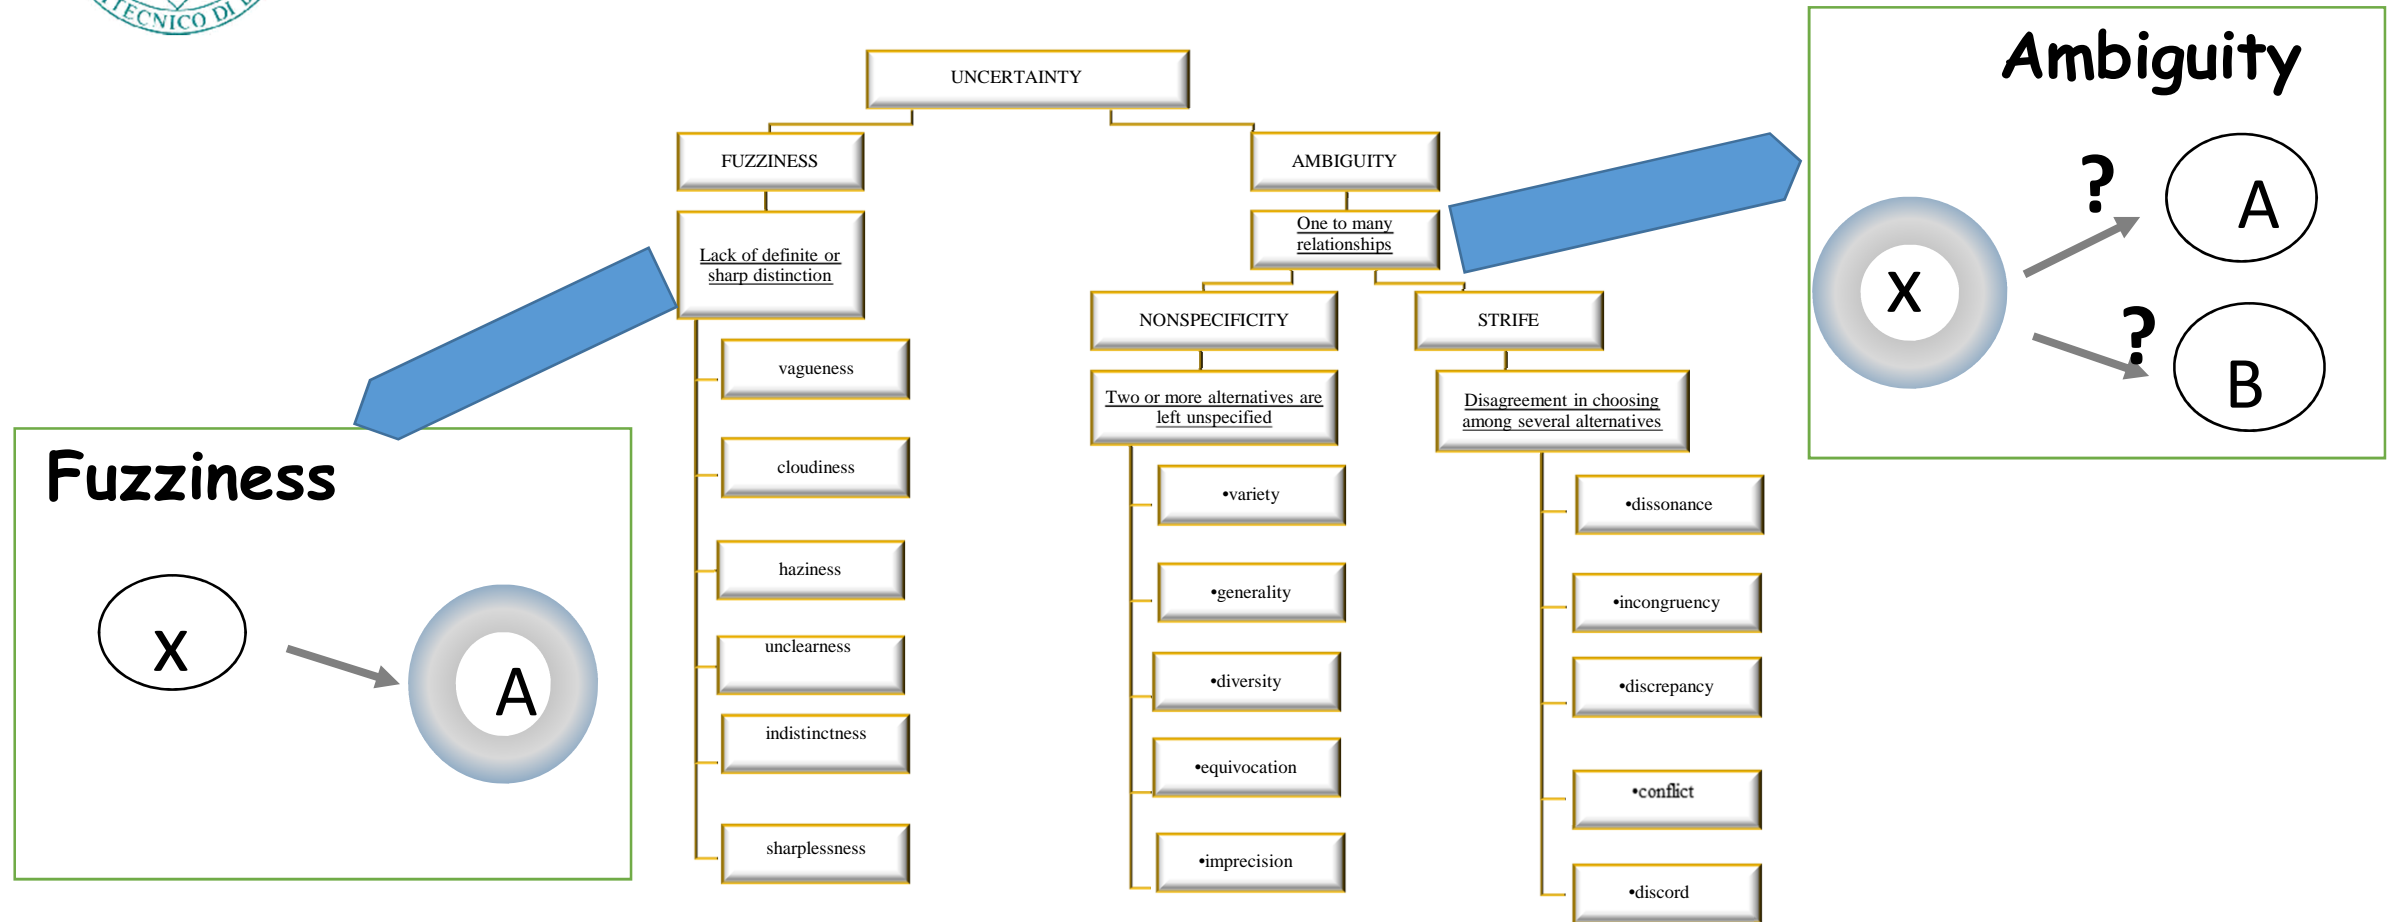 TECNICO DI
UNCERTAINTY
FUZZINESS
Lack of definite or
sharp distinction
vagueness
cloudiness
haziness
unclearness
indistinctness
sharplessness
AMBIGUITY
One to many
relationships
NONSPECIFICITY
Two or more alternatives are
left unspecified
•variety
•generality
•diversity
•equivocation
•imprecision
STRIFE
Disagreement in choosing
among several alternatives
•dissonance
•incongruency
•discrepancy
•conflict
•discord
Fuzziness
x
A
Ambiguity
x
?
A
?
B